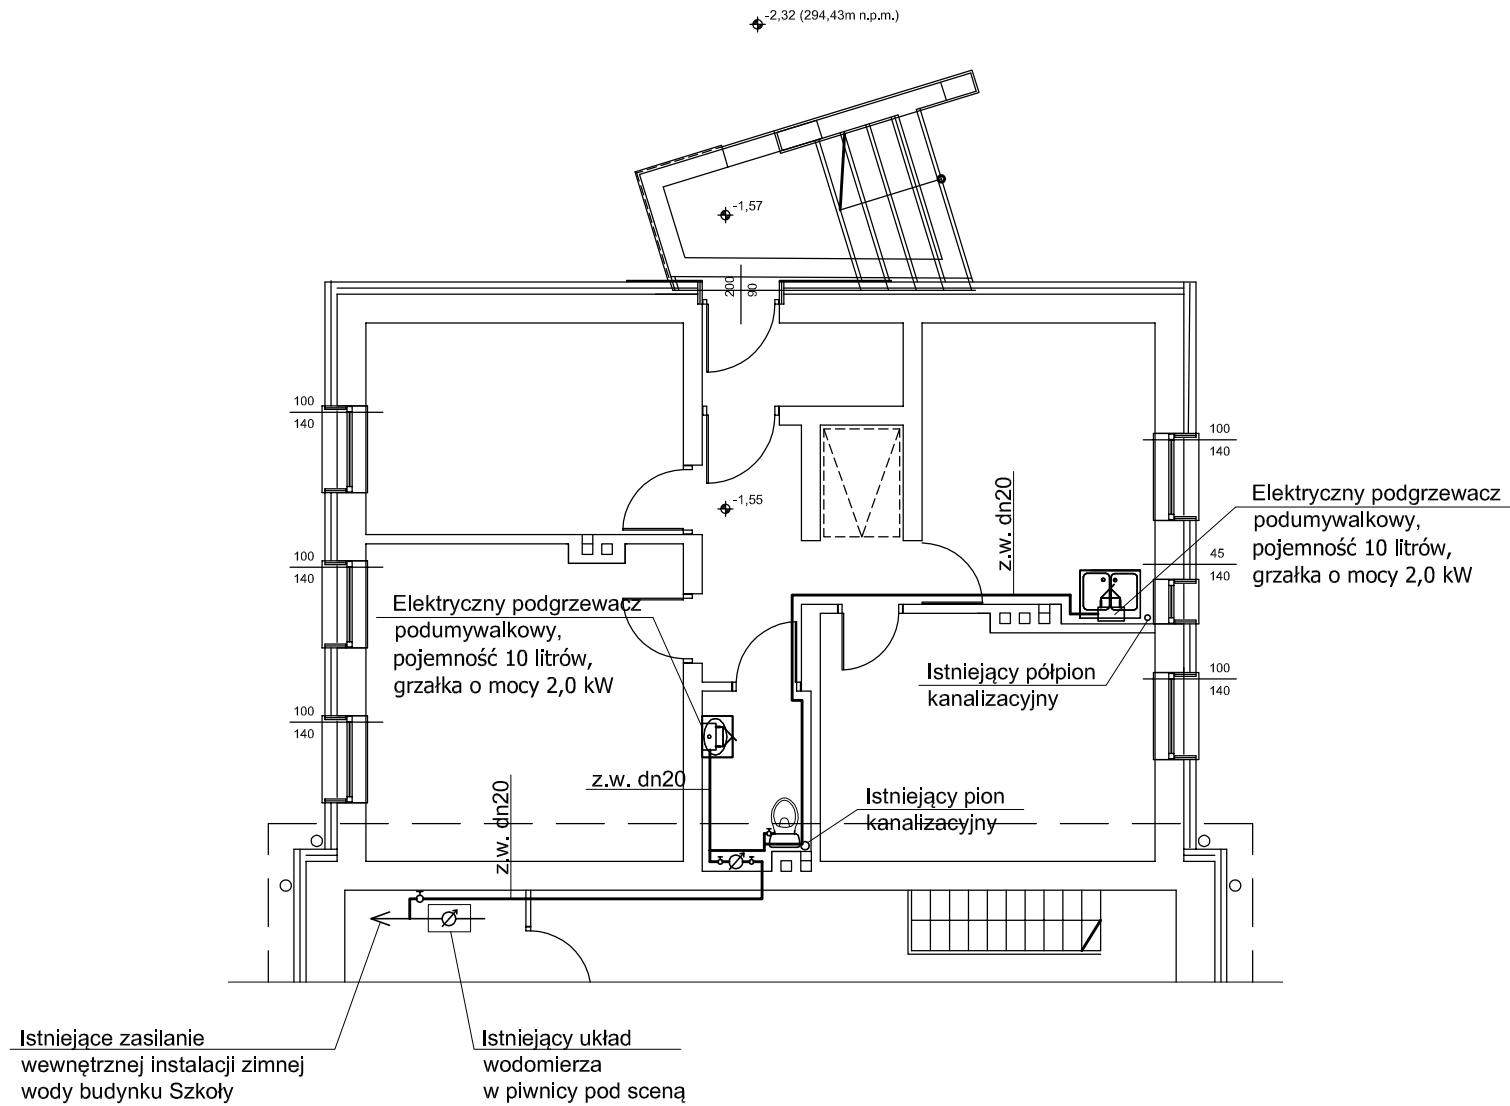 -2,32 (294,43m n.p.m.)
-1,57
200
90
100
140
100
140
-1,55
Elektryczny podgrzewacz
podumywalkowy,
pojemność 10 litrów,
grzałka o mocy 2,0 kW
z.w. dn20
45
140
100
140
Elektryczny podgrzewacz
podumywalkowy,
pojemność 10 litrów,
grzałka o mocy 2,0 kW
Istniejący półpion
kanalizacyjny
100
140
100
140
z.w. dn20
z.w. dn20
Istniejący pion
kanalizacyjny
Istniejące zasilanie
wewnętrznej instalacji zimnej
wody budynku Szkoły
Istniejący układ
wodomierza
w piwnicy pod sceną